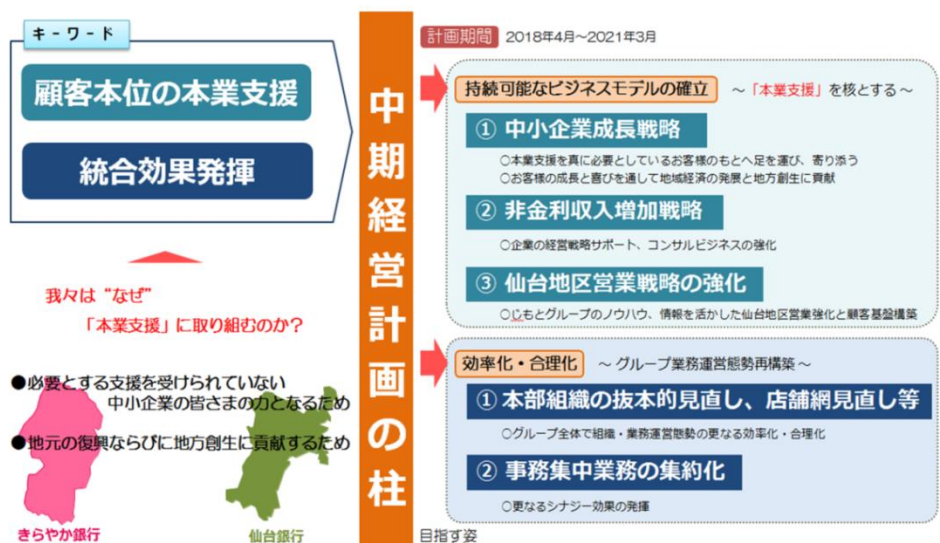 キーワード
顧客本位の本業支援
統合効果発揮
我々は“なぜ”
「本業支援」に取り組むのか？
●必要とする支援を受けられていない
中小企業の皆さまの力となるため
●地元の復興ならびに地方創生に貢献するため
きらやか銀行
仙台銀行
中期経営計画の柱
計画期間 2018年4月～2021年3月
持続可能なビジネスモデルの確立 ～「本業支援」を核とする～
① 中小企業成長戦略
○本業支援を真に必要としているお客様のもとへ足を運び、寄り添う
○お客様の成長と喜びを通して地域経済の発展と地方創生に貢献
② 非金利収入増加戦略
○企業の経営戦略サポート、コンサルビジネスの強化
③ 仙台地区営業戦略の強化
○じもとグループのノウハウ、情報を活かした仙台地区営業強化と顧客基盤構築
効率化・合理化 ～グループ業務運営態勢再構築～
① 本部組織の抜本的見直し、店舗網見直し等
○グループ全体で組織・業務運営態勢の更なる効率化・合理化
② 事務集中業務の集約化
○更なるシナジー効果の発揮
目指す姿